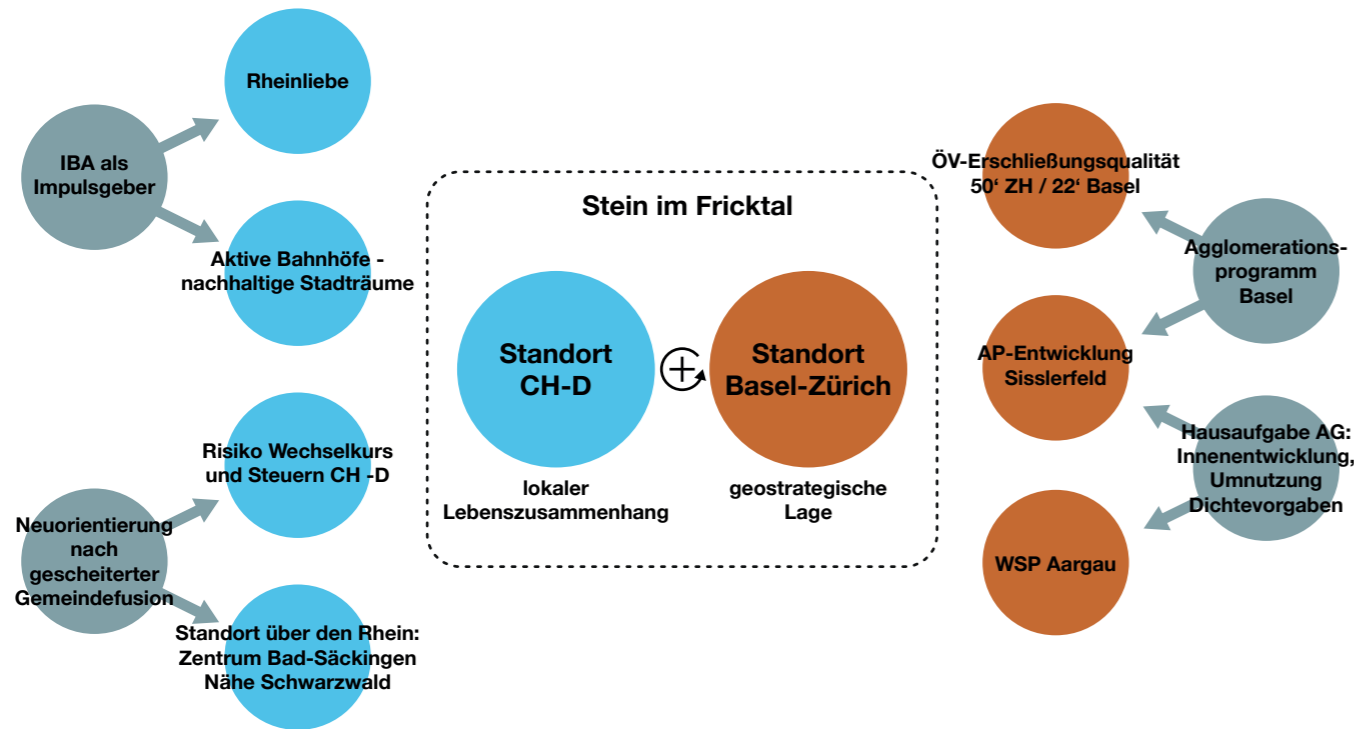 Rheinliebe
IBA als
Impulsgeber
Aktive Bahnhöfe -
nachhaltige Stadträume
Risiko Wechselkurs
und Steuern CH -D
Neuorientierung
nach
gescheiterter
Gemeindefusion
Standort über den Rhein:
Zentrum Bad-Säckingen
Nähe Schwarzwald
Stein im Fricktal
Standort
CH-D
Standort
Basel-Zürich
lokaler
Lebenszusammenhang
geostrategische
Lage
ÖV-Erschließungsqualität
50‘ ZH / 22‘ Basel
Agglomerations-
programm
Basel
AP-Entwicklung
Sisslerfeld
Hausaufgabe AG:
Innenentwicklung,
Umnutzung
Dichtevorgaben
WSP Aargau